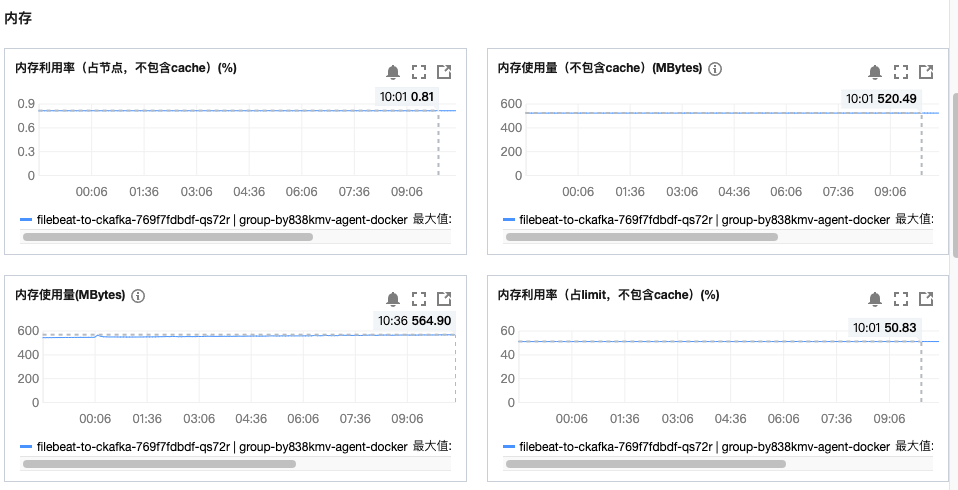 内存
内存利用率（占节点，不包含cache）(%)
10:01 0.81
0.9
0.6
0.3
0
00:06 01:36 03:06 04:36 06:06 07:36 09:06
filebeat-to-ckafka-769f7fdbdf-qs72r | group-by838kmv-agent-docker 最大值:
内存使用量（不包含cache）(MBytes)
10:01 520.49
600
400
200
0
00:06 01:36 03:06 04:36 06:06 07:36 09:06
filebeat-to-ckafka-769f7fdbdf-qs72r | group-by838kmv-agent-docker 最大值:
内存使用量(MBytes)
10:36 564.90
600
400
200
0
00:06 01:36 03:06 04:36 06:06 07:36 09:06
filebeat-to-ckafka-769f7fdbdf-qs72r | group-by838kmv-agent-docker 最大值:
内存利用率（占limit，不包含cache）(%)
10:01 50.83
60
40
20
0
00:06 01:36 03:06 04:36 06:06 07:36 09:06
filebeat-to-ckafka-769f7fdbdf-qs72r | group-by838kmv-agent-docker 最大值: